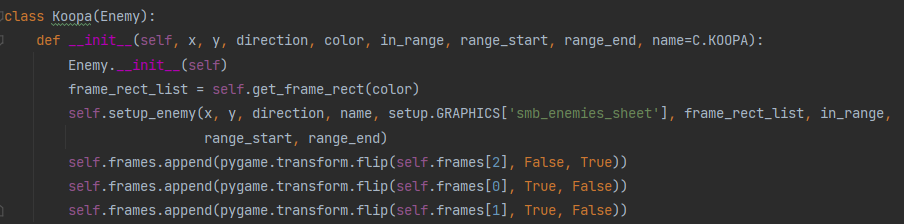 class Koopa(Enemy):
def __init__(self, x, y, direction, color, in_range, range_start, range_end, name=C.KOOPA):
Enemy.__init__(self)
frame_rect_list = self.get_frame_rect(color)
self.setup_enemy(x, y, direction, name, setup.GRAPHICS['smb_enemies_sheet'], frame_rect_list, in_range,
range_start, range_end)
self.frames.append(pygame.transform.flip(self.frames[2], False, True))
self.frames.append(pygame.transform.flip(self.frames[0], True, False))
self.frames.append(pygame.transform.flip(self.frames[1], True, False))